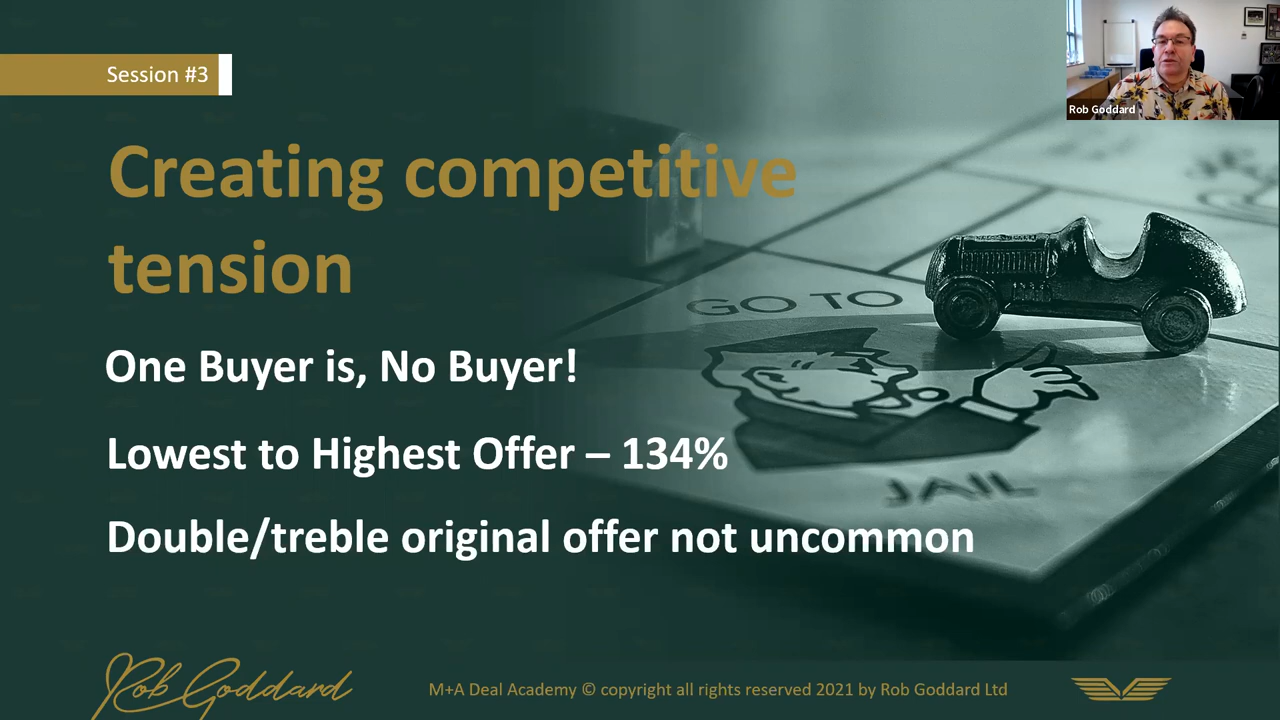 Session #3
Rob Goddard
Creating competitive
tension
One Buyer is, No Buyer!
Lowest to Highest Offer – 134%
Double/treble original offer not uncommon
GO TO
JAIL
Rob Goddard
M+A Deal Academy © copyright all rights reserved 2021 by Rob Goddard Ltd